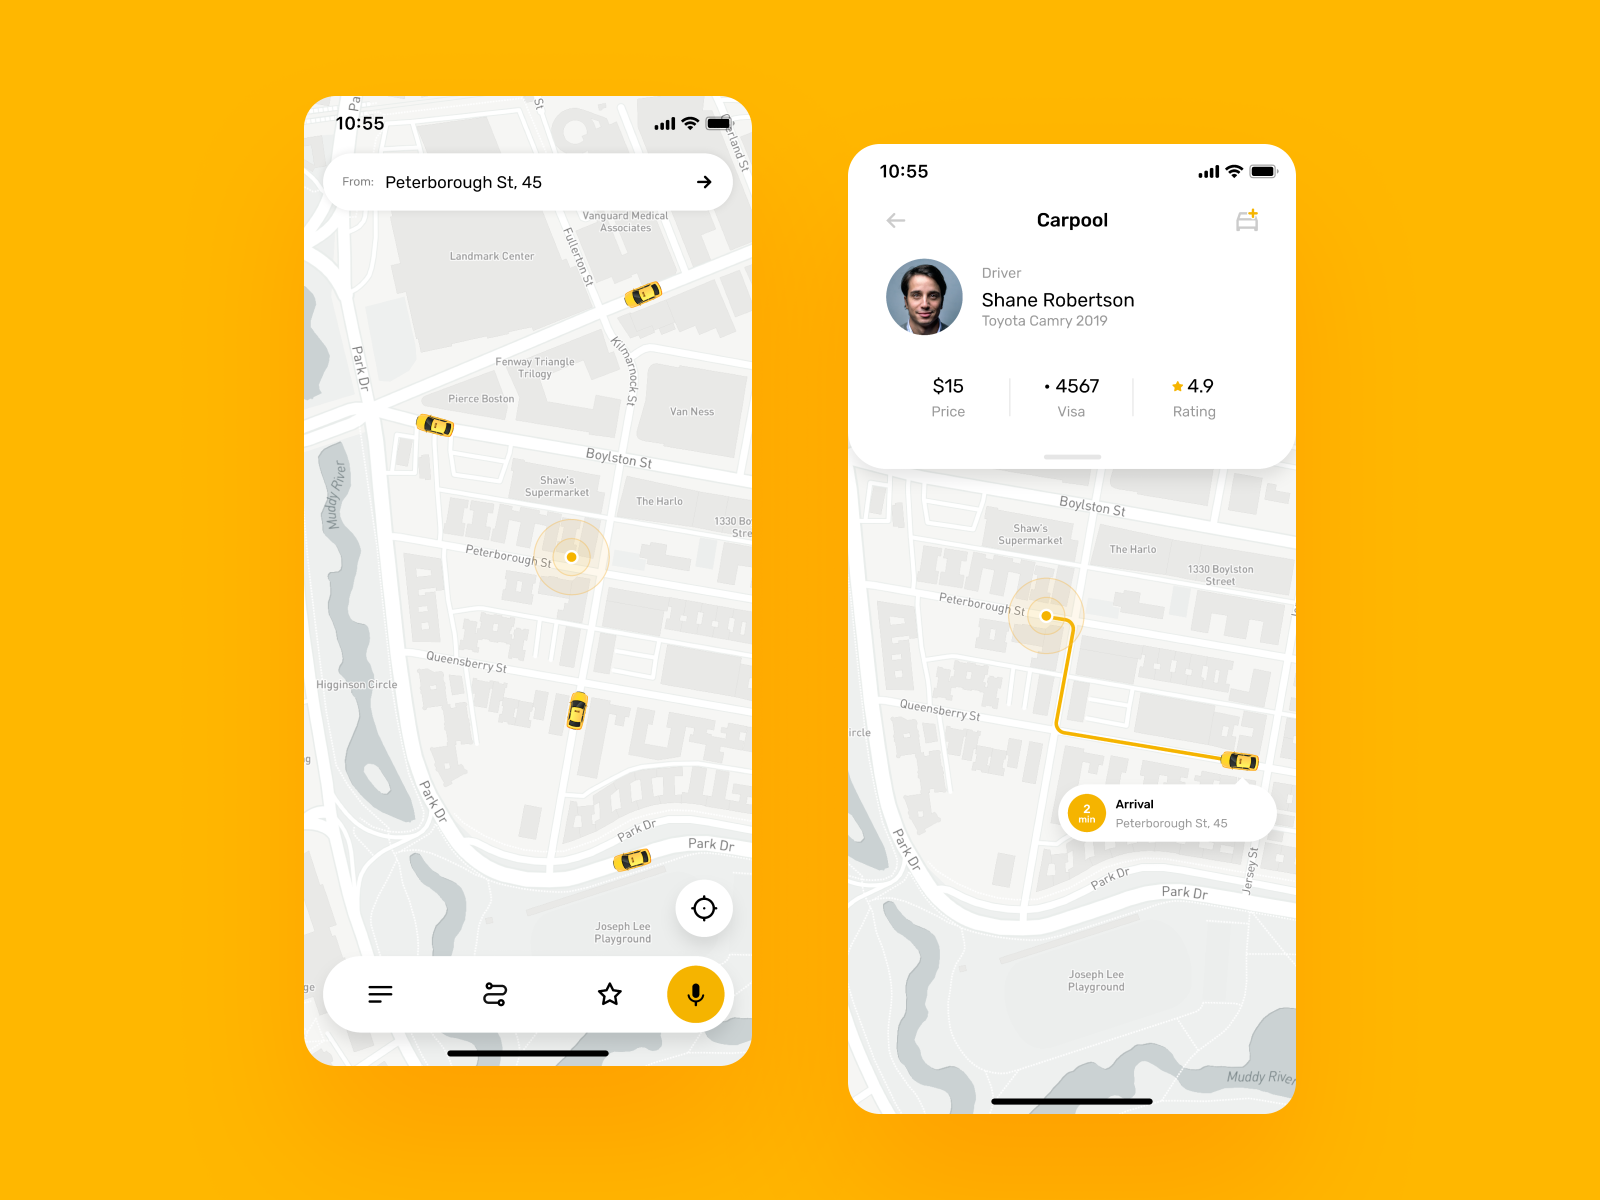 Pa
St
10:55
erland St
From: Peterborough St, 45
Vanguard Medical
Associates
Fullerton St
Landmark Center
Kilmarnock St
Park Dr
Fenway Triangle
Trilogy
Pierce Boston
Van Ness
Boylston St
Muddy River
Shaw's
Supermarket
The Harlo
1330 Bo
Stre
Peterborough St
Queensberry St
Higginson Circle
g
Park Dr
Park Dr
Park Dr
Joseph Lee
Playground
ge
10:55
Carpool
Driver
Shane Robertson
Toyota Camry 2019
$15
Price
• 4567
Visa
4.9
Rating
Boylston St
Shaw's
Supermarket
The Harlo
1330 Boylston
Street
Peterborough St
Queensberry St
ircle
2
min
Arrival
Peterborough St, 45
Park Dr
Jersey St
Park Dr
Park Dr
Joseph Lee
Playground
Muddy River